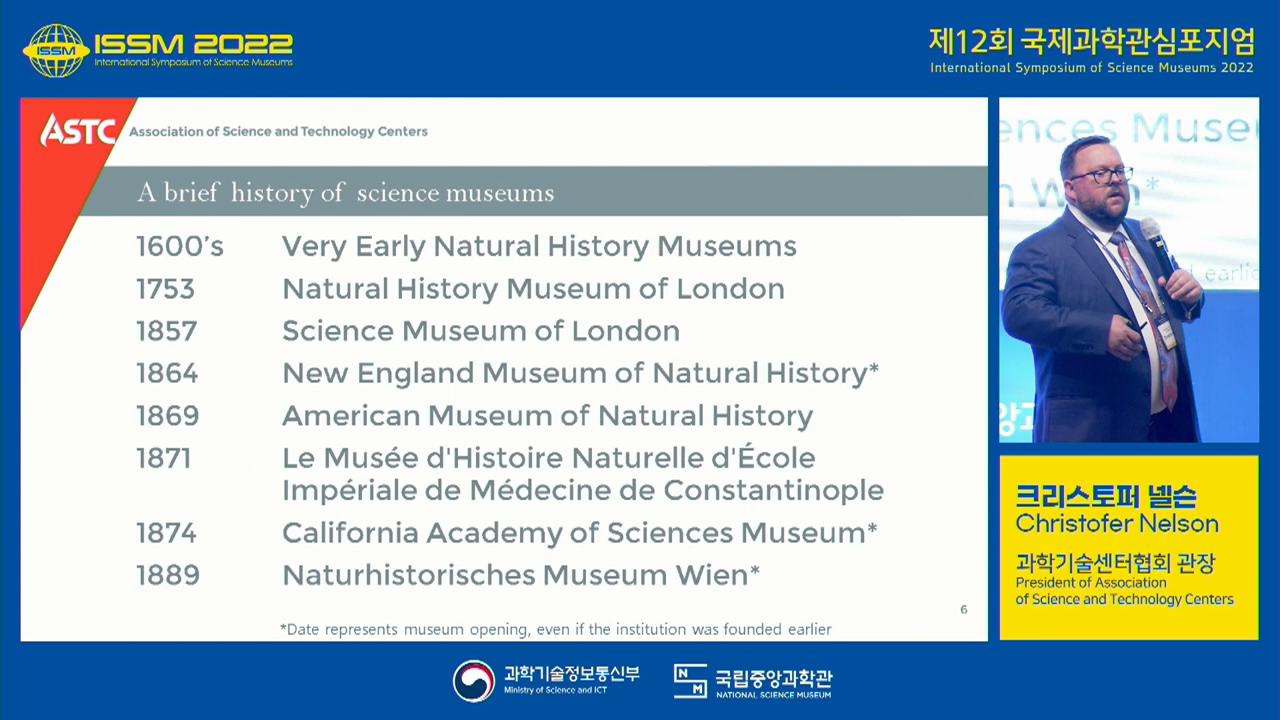 ISSM
ISSM 2022
International Symposium of Science Museums
제12회 국제과학관심포지엄
International Symposium of Science Museums 2022
ASTC
Association of Science and Technology Centers
A brief history of science museums
1600’s Very Early Natural History Museums
1753 Natural History Museum of London
1857 Science Museum of London
1864 New England Museum of Natural History*
1869 American Museum of Natural History
1871 Le Musée d'Histoire Naturelle d'École
Impériale de Médecine de Constantinople
1874 California Academy of Sciences Museum*
1889 Naturhistorisches Museum Wien*
6
*Date represents museum opening, even if the institution was founded earlier
ences Muse
n W n*
d earlie
앙고
크리스토퍼 넬슨
Christofer Nelson
과학기술센터협회 관장
President of Association
of Science and Technology Centers
과학기술정보통신부
Ministry of Science and ICT
N
S
M
국립중앙과학관
NATIONAL SCIENCE MUSEUM